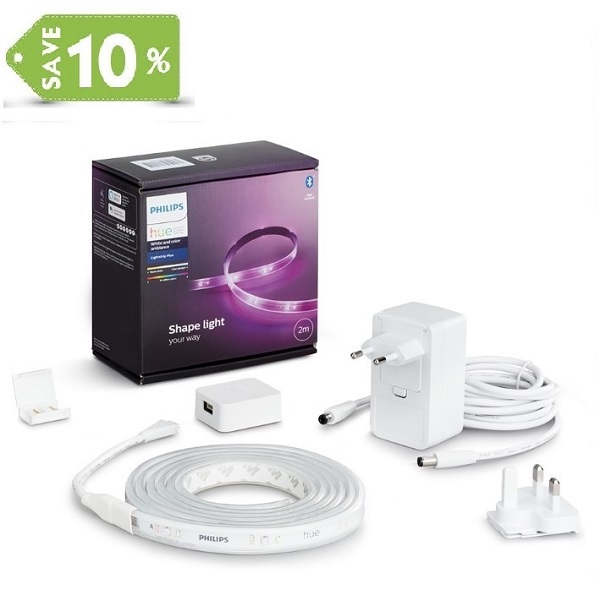 SAVE 10%
PHILIPS
hue
White and color
ambiance
Lightstrip Plus
Shape light
your way
2m
PHILIPS
hue